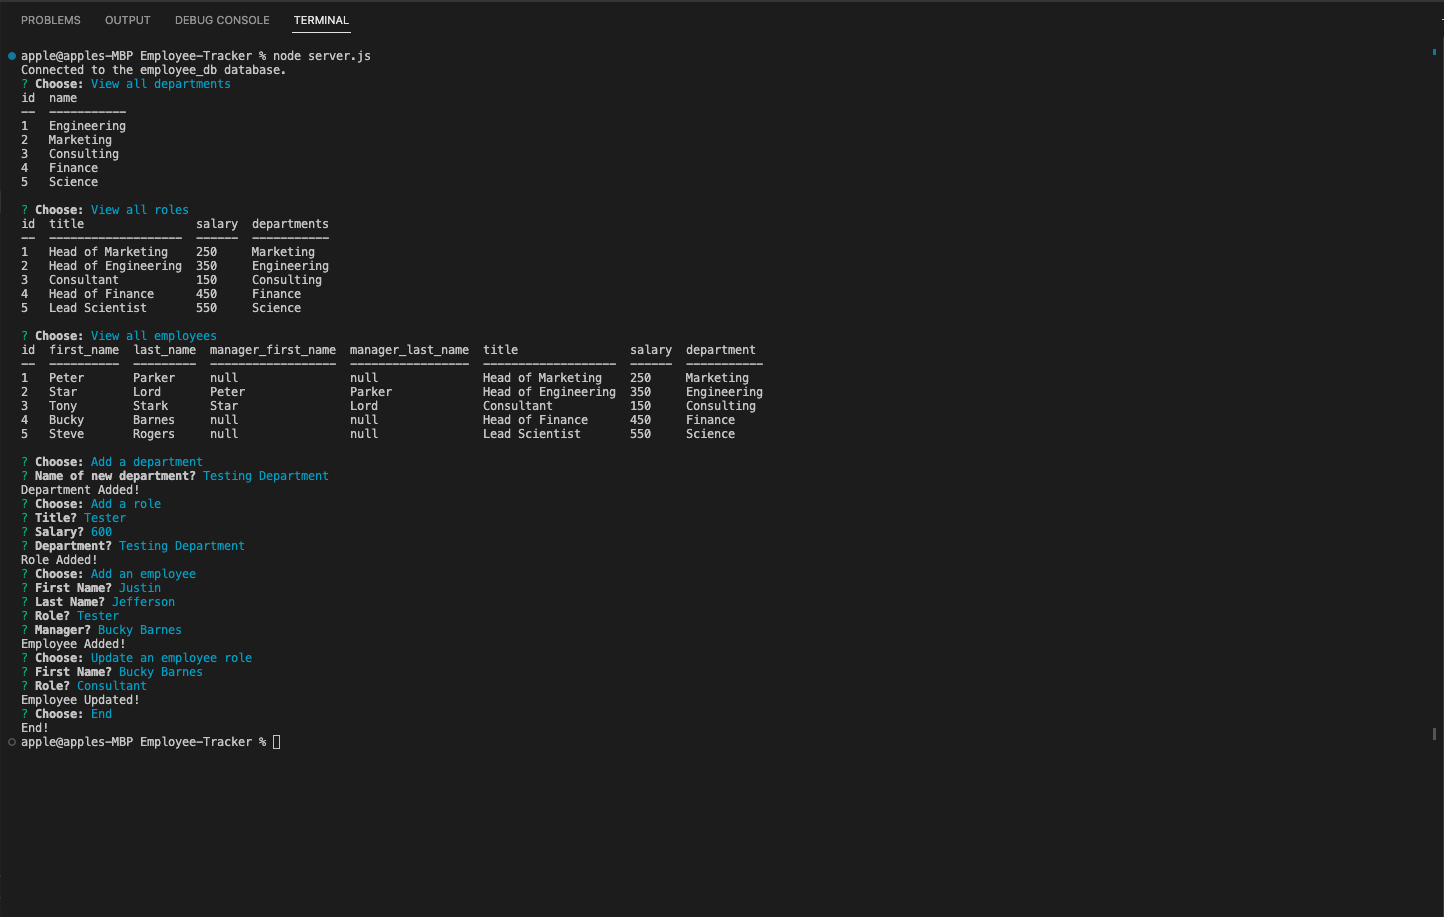 PROBLEMS OUTPUT DEBUG CONSOLE TERMINAL
apple@apples-MBP Employee-Tracker % node server.js
Connected to the employee_db database.
? Choose: View all departments
id  name
--  -----------
1   Engineering
2   Marketing
3   Consulting
4   Finance
5   Science
? Choose: View all roles
id  title                salary  departments
--  -------------------  ------  -----------
1   Head of Marketing    250     Marketing
2   Head of Engineering  350     Engineering
3   Consultant           150     Consulting
4   Head of Finance      450     Finance
5   Lead Scientist       550     Science
? Choose: View all employees
id  first_name  last_name  manager_first_name  manager_last_name  title                salary  department
--  ----------  ---------  ------------------  -----------------  -------------------  ------  -----------
1   Peter       Parker     null                null               Head of Marketing    250     Marketing
2   Star        Lord       Peter               Parker             Head of Engineering  350     Engineering
3   Tony        Stark      Star                Lord               Consultant           150     Consulting
4   Bucky       Barnes     null                null               Head of Finance      450     Finance
5   Steve       Rogers     null                null               Lead Scientist       550     Science
? Choose: Add a department
? Name of new department? Testing Department
Department Added!
? Choose: Add a role
? Title? Tester
? Salary? 600
? Department? Testing Department
Role Added!
? Choose: Add an employee
? First Name? Justin
? Last Name? Jefferson
? Role? Tester
? Manager? Bucky Barnes
Employee Added!
? Choose: Update an employee role
? First Name? Bucky Barnes
? Role? Consultant
Employee Updated!
? Choose: End
End!
apple@apples-MBP Employee-Tracker %